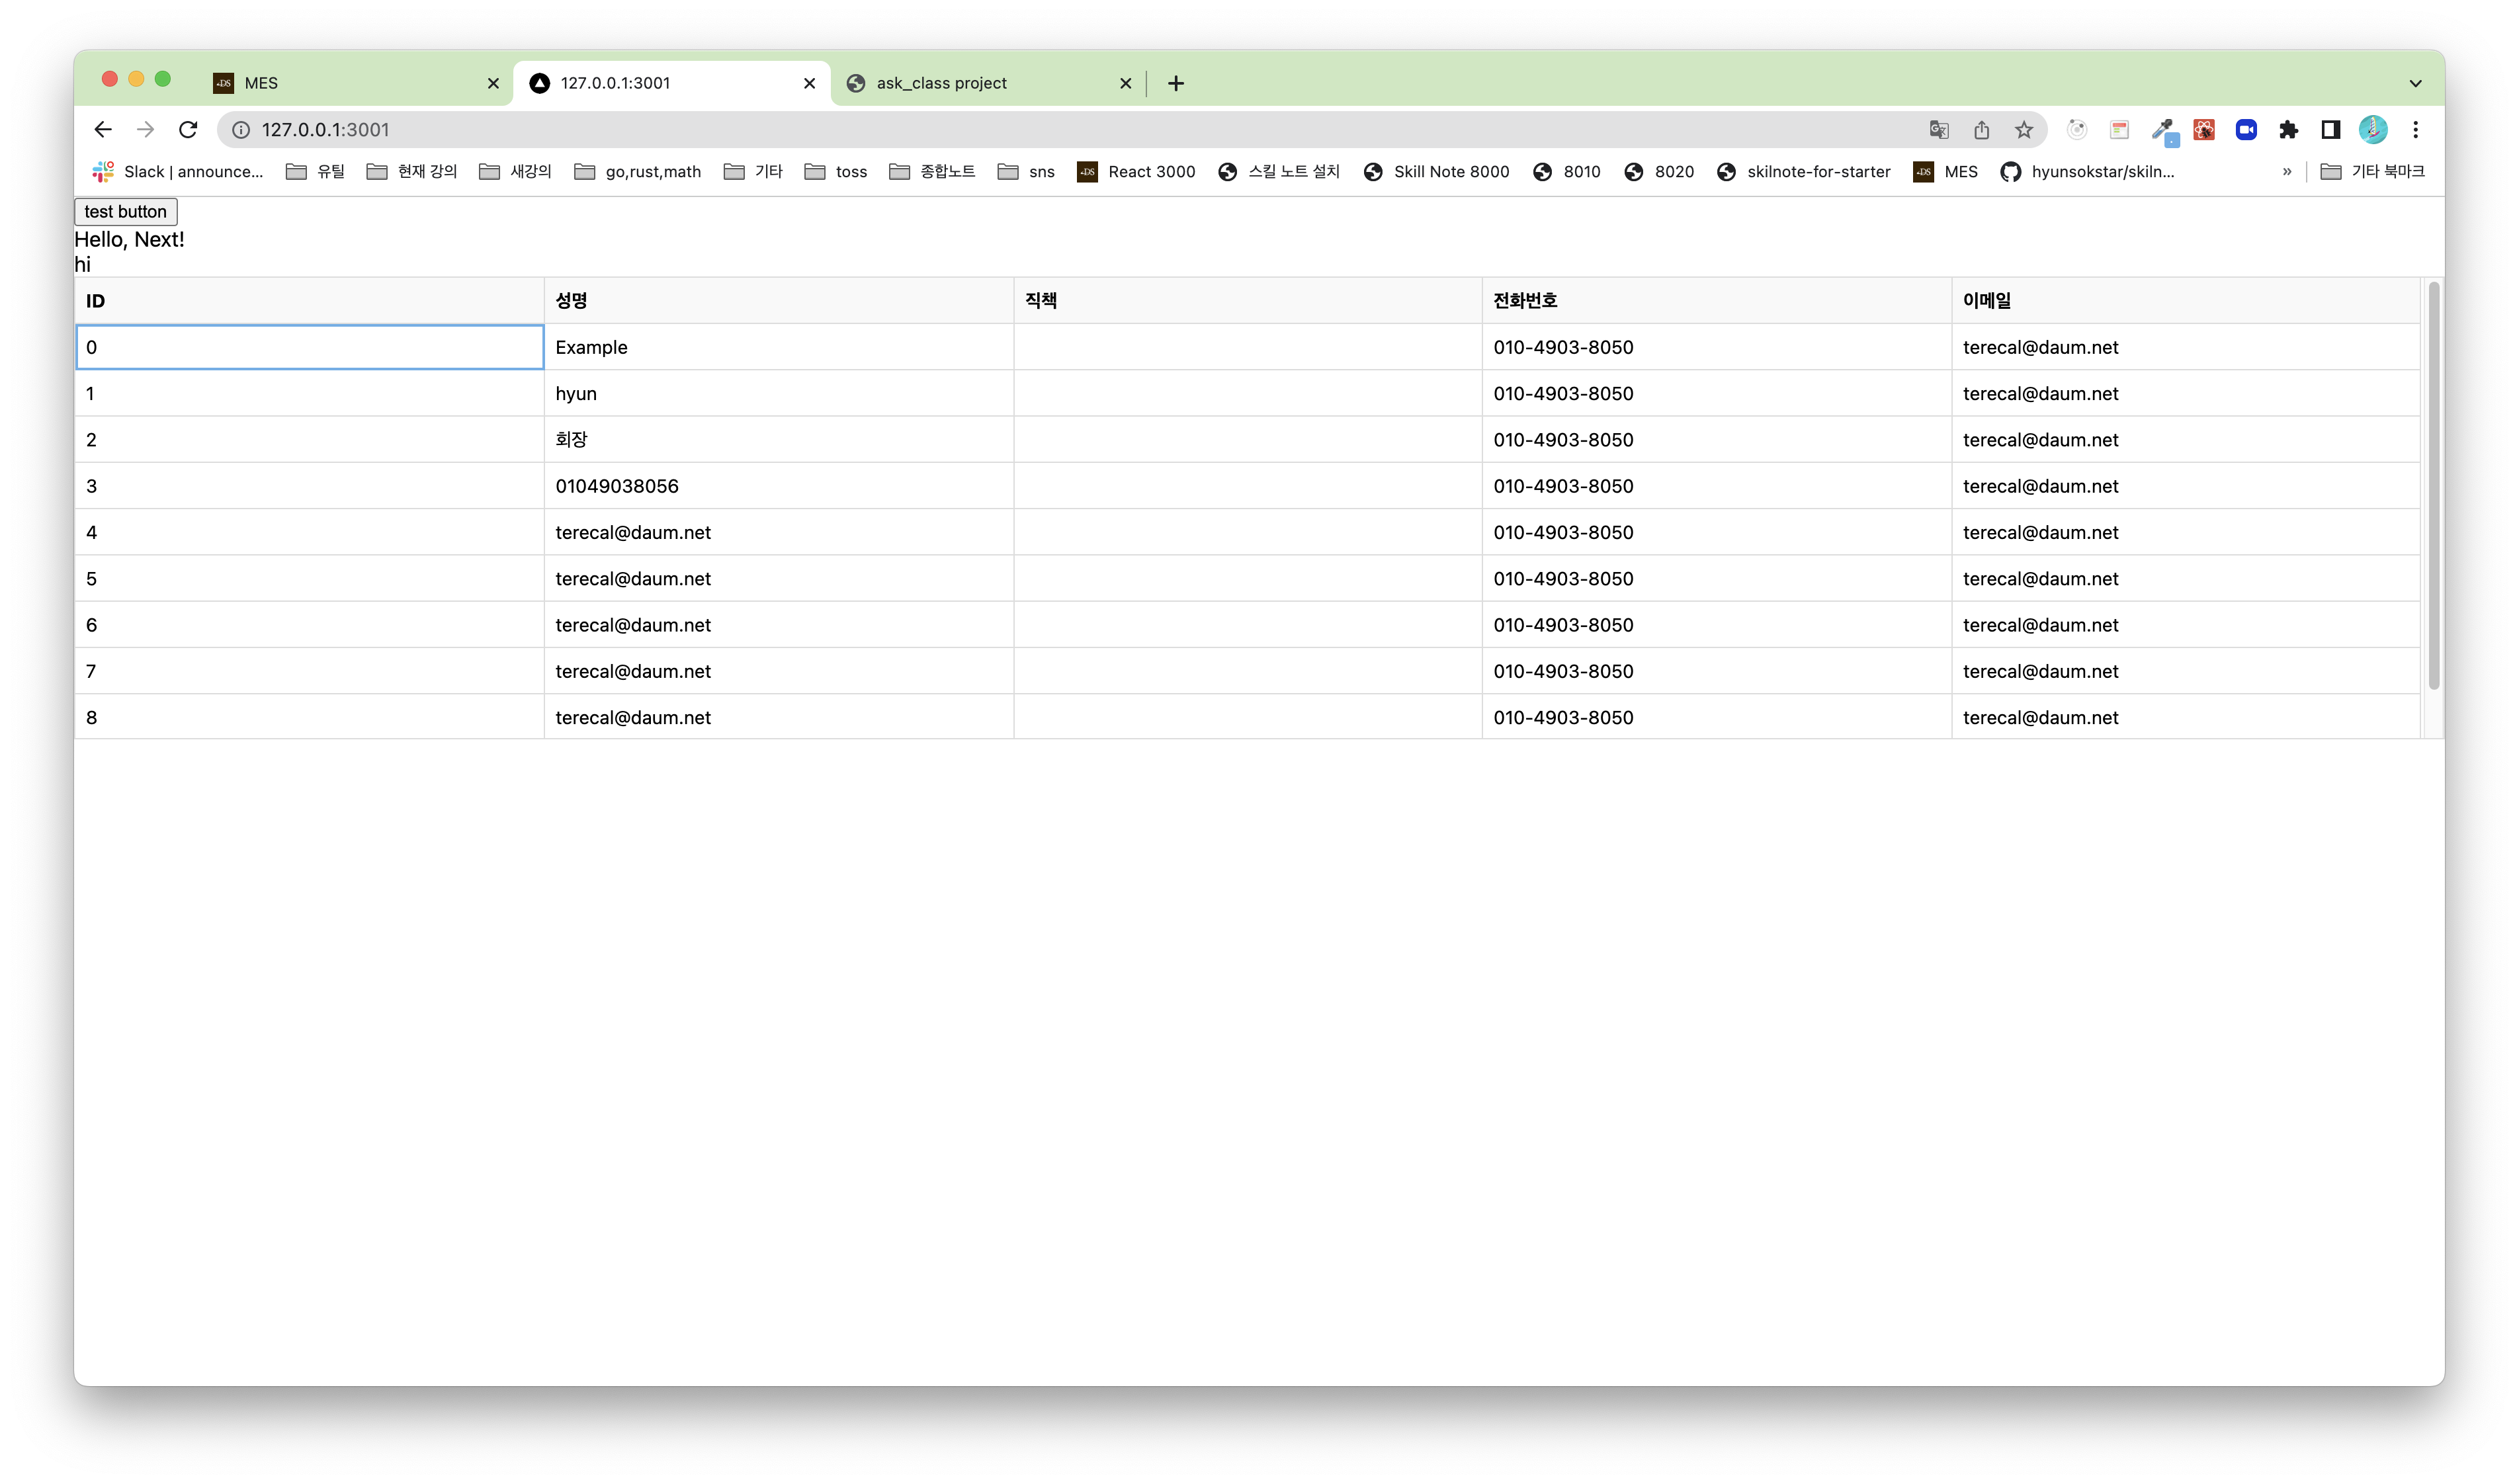 MES
127.0.0.1:3001
ask_class project
127.0.0.1:3001
Slack | announce... 유틸 현재 강의 새강의 go,rust,math 기타 toss 종합노트 sns React 3000 스킬 노트 설치 Skill Note 8000 8010 8020 skilnote-for-starter MES hyunsokstar/skiln... » 기타 북마크
test button
Hello, Next!
hi
ID 성명 직책 전화번호 이메일
0 Example 010-4903-8050 terecal@daum.net
1 hyun 010-4903-8050 terecal@daum.net
2 회장 010-4903-8050 terecal@daum.net
3 01049038056 010-4903-8050 terecal@daum.net
4 terecal@daum.net 010-4903-8050 terecal@daum.net
5 terecal@daum.net 010-4903-8050 terecal@daum.net
6 terecal@daum.net 010-4903-8050 terecal@daum.net
7 terecal@daum.net 010-4903-8050 terecal@daum.net
8 terecal@daum.net 010-4903-8050 terecal@daum.net